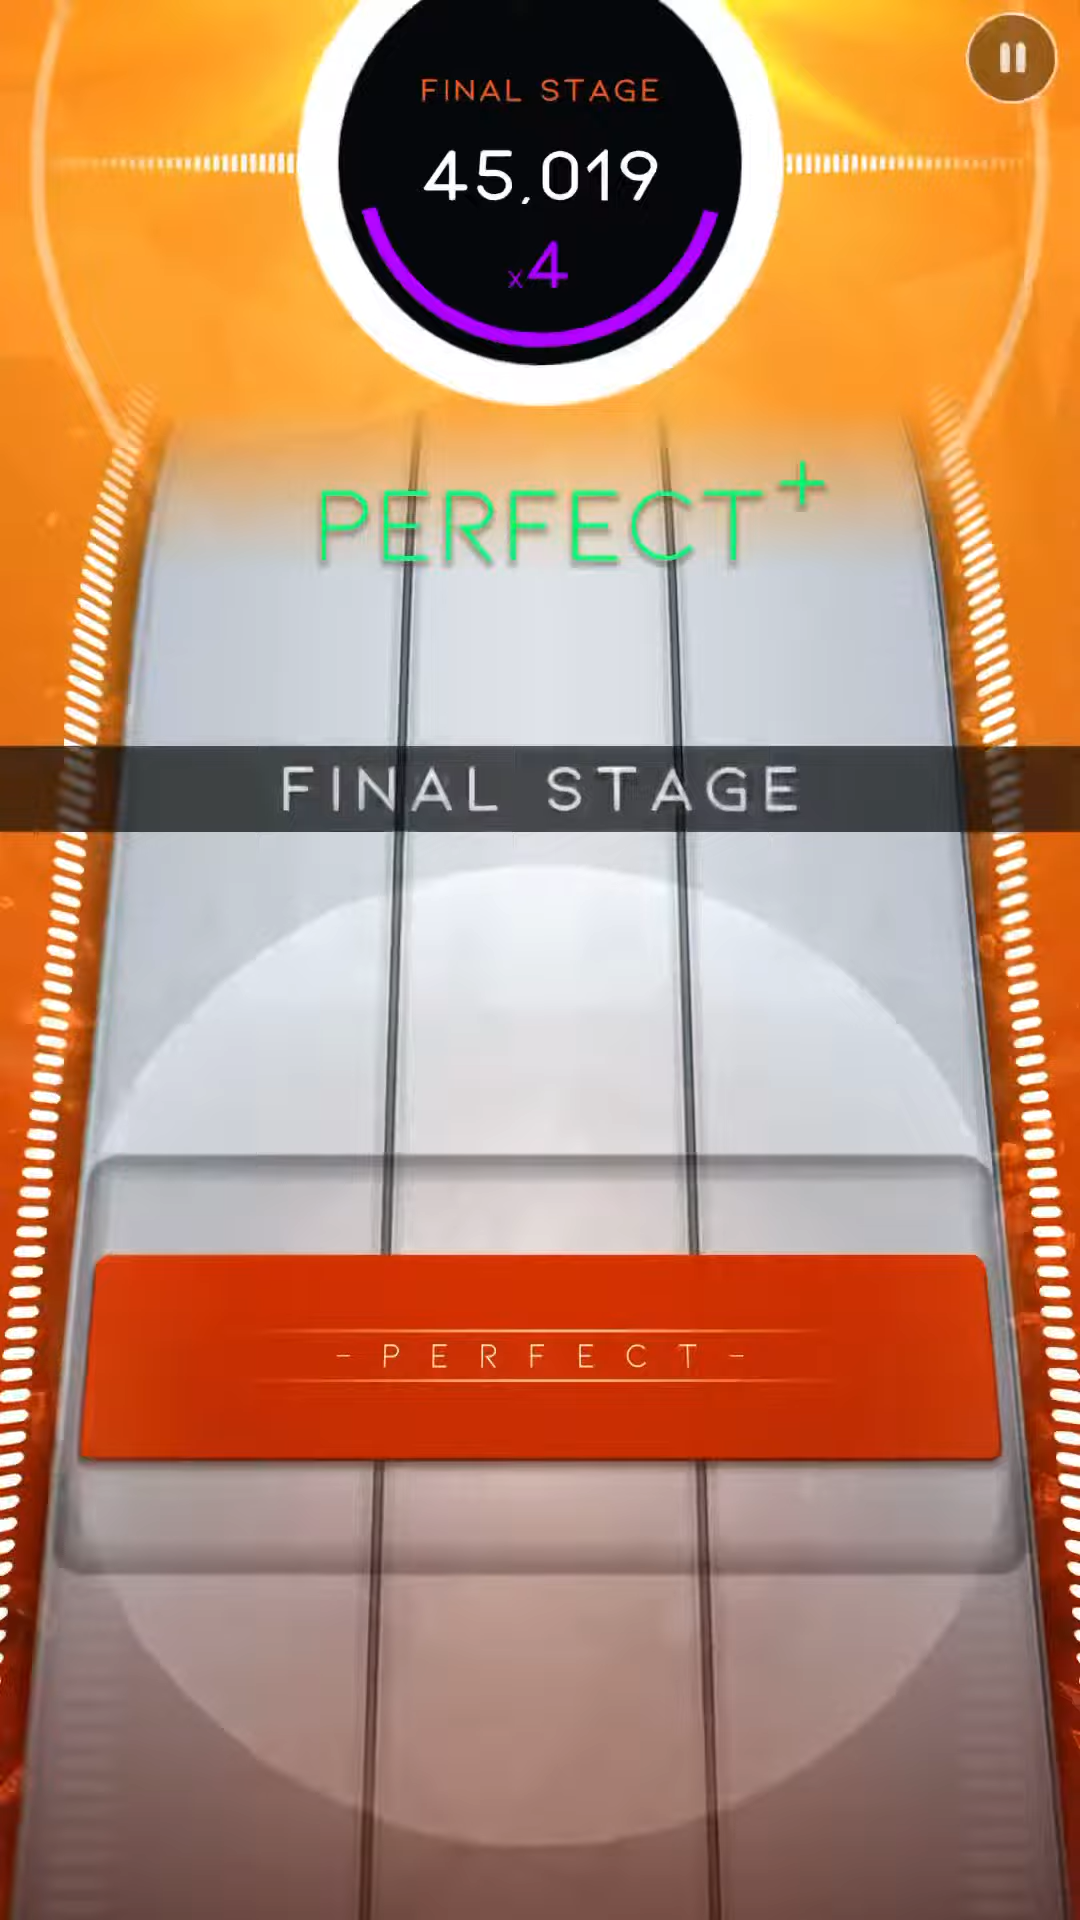 FINAL STAGE
45,019
x4
PERFECT+
FINAL STAGE
- PERFECT -